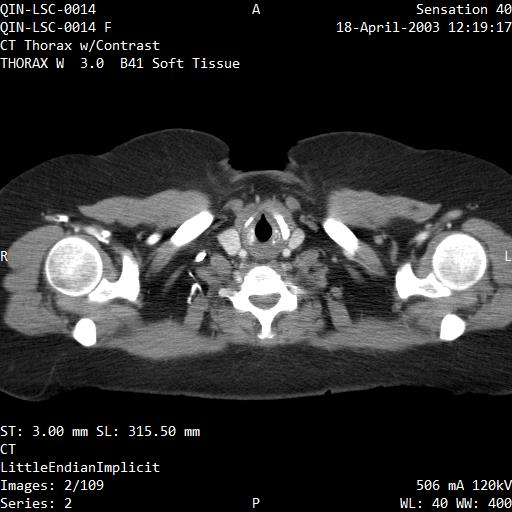 QIN-LSC-0014
A
Sensation 40
QIN-LSC-0014 F
18-April-2003 12:19:17
CT Thorax w/Contrast
THORAX W 3.0 B41 Soft Tissue
R
L
ST: 3.00 mm SL: 315.50 mm
CT
LittleEndianImplicit
Images: 2/109
506 mA 120kV
Series: 2
P
WL: 40 WW: 400